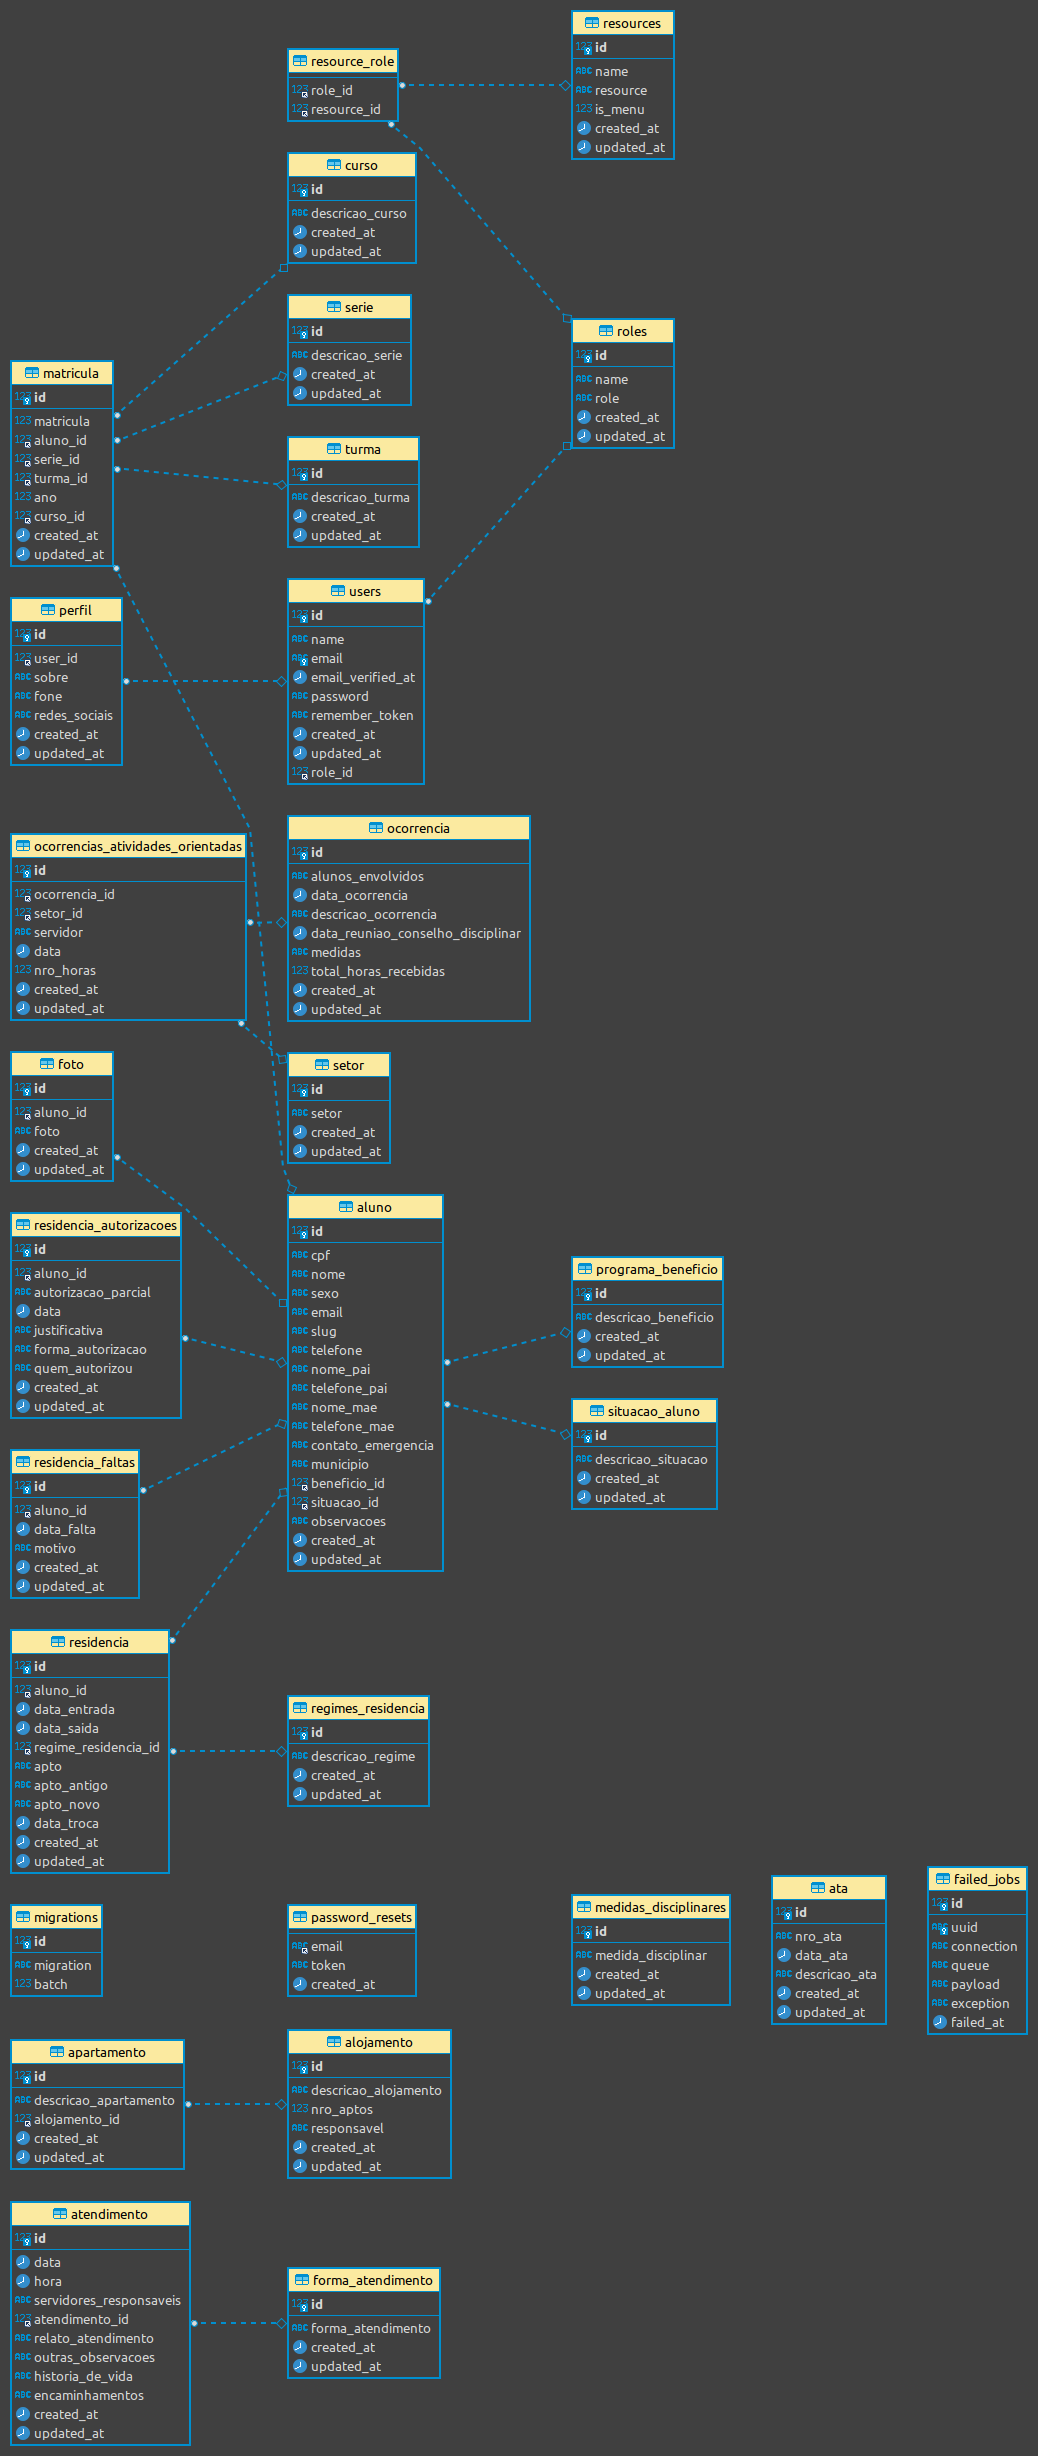 resources
id
name
resource
is_menu
created_at
updated_at
resource_role
role_id
resource_id
curso
id
descricao_curso
created_at
updated_at
serie
id
descricao_serie
created_at
updated_at
roles
id
name
role
created_at
updated_at
matricula
id
matricula
aluno_id
serie_id
turma_id
ano
curso_id
created_at
updated_at
turma
id
descricao_turma
created_at
updated_at
perfil
id
user_id
sobre
fone
redes_sociais
created_at
updated_at
users
id
name
email
email_verified_at
password
remember_token
created_at
updated_at
role_id
ocorrencias_atividades_orientadas
id
ocorrencia_id
setor_id
servidor
data
nro_horas
created_at
updated_at
ocorrencia
id
alunos_envolvidos
data_ocorrencia
descricao_ocorrencia
data_reuniao_conselho_disciplinar
medidas
total_horas_recebidas
created_at
updated_at
foto
id
aluno_id
foto
created_at
updated_at
setor
id
setor
created_at
updated_at
residencia_autorizacoes
id
aluno_id
autorizacao_parcial
data
justificativa
forma_autorizacao
quem_autorizou
created_at
updated_at
aluno
id
cpf
nome
sexo
email
slug
telefone
nome_pai
telefone_pai
nome_mae
telefone_mae
contato_emergencia
municipio
beneficio_id
situacao_id
observacoes
created_at
updated_at
programa_beneficio
id
descricao_beneficio
created_at
updated_at
situacao_aluno
id
descricao_situacao
created_at
updated_at
residencia_faltas
id
aluno_id
data_falta
motivo
created_at
updated_at
residencia
id
aluno_id
data_entrada
data_saida
regime_residencia_id
apto
apto_antigo
apto_novo
data_troca
created_at
updated_at
regimes_residencia
id
descricao_regime
created_at
updated_at
migrations
id
migration
batch
password_resets
email
token
created_at
medidas_disciplinares
id
medida_disciplinar
created_at
updated_at
ata
id
nro_ata
data_ata
descricao_ata
created_at
updated_at
failed_jobs
id
uuid
connection
queue
payload
exception
failed_at
apartamento
id
descricao_apartamento
alojamento_id
created_at
updated_at
alojamento
id
descricao_alojamento
nro_aptos
responsavel
created_at
updated_at
atendimento
id
data
hora
servidores_responsaveis
atendimento_id
relato_atendimento
outras_observacoes
historia_de_vida
encaminhamentos
created_at
updated_at
forma_atendimento
id
forma_atendimento
created_at
updated_at